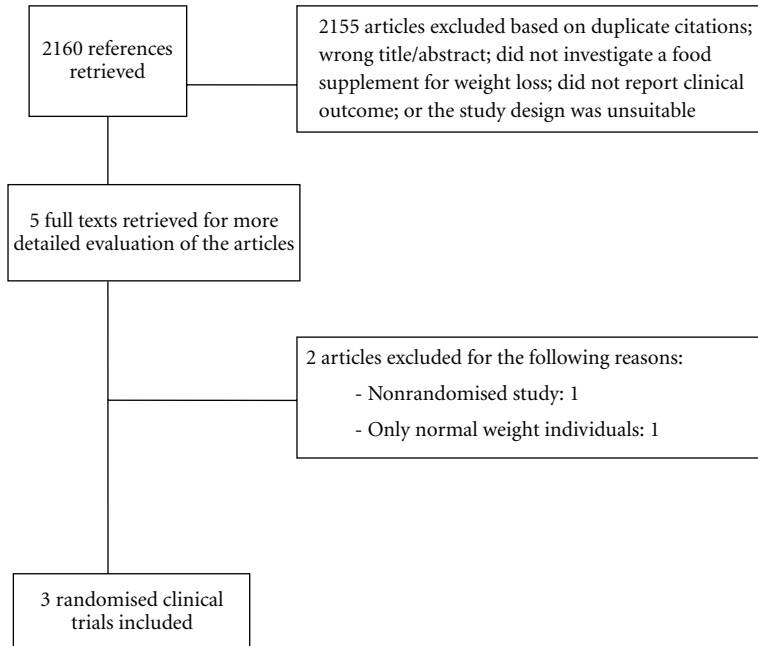 2160 references
retrieved
2155 articles excluded based on duplicate citations;
wrong title/abstract; did not investigate a food
supplement for weight loss; did not report clinical
outcome; or the study design was unsuitable
5 full texts retrieved for more
detailed evaluation of the articles
2 articles excluded for the following reasons:
- Nonrandomised study: 1
- Only normal weight individuals: 1
3 randomised clinical
trials included